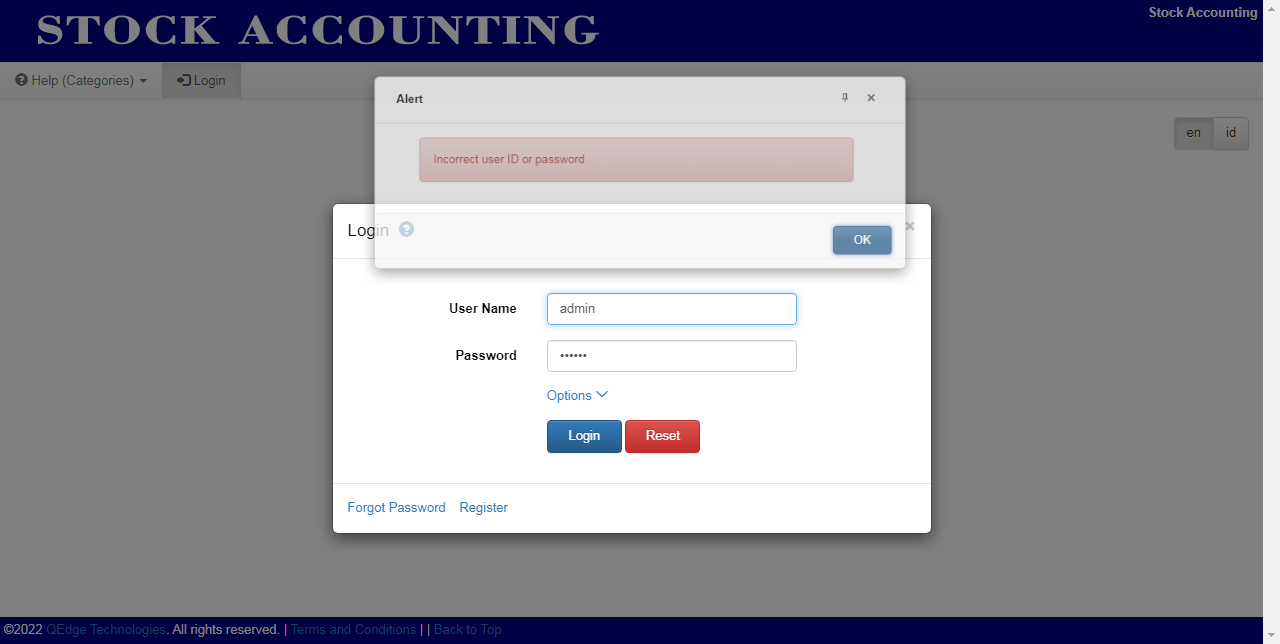 STOCK ACCOUNTING
Stock Accounting
Help (Categories) Login
Alert
en id
Incorrect user ID or password
Login
OK
User Name admin
Password ••••••
Options
Login Reset
Forgot Password Register
©2022 QEdge Technologies. All rights reserved. | Terms and Conditions | | Back to Top